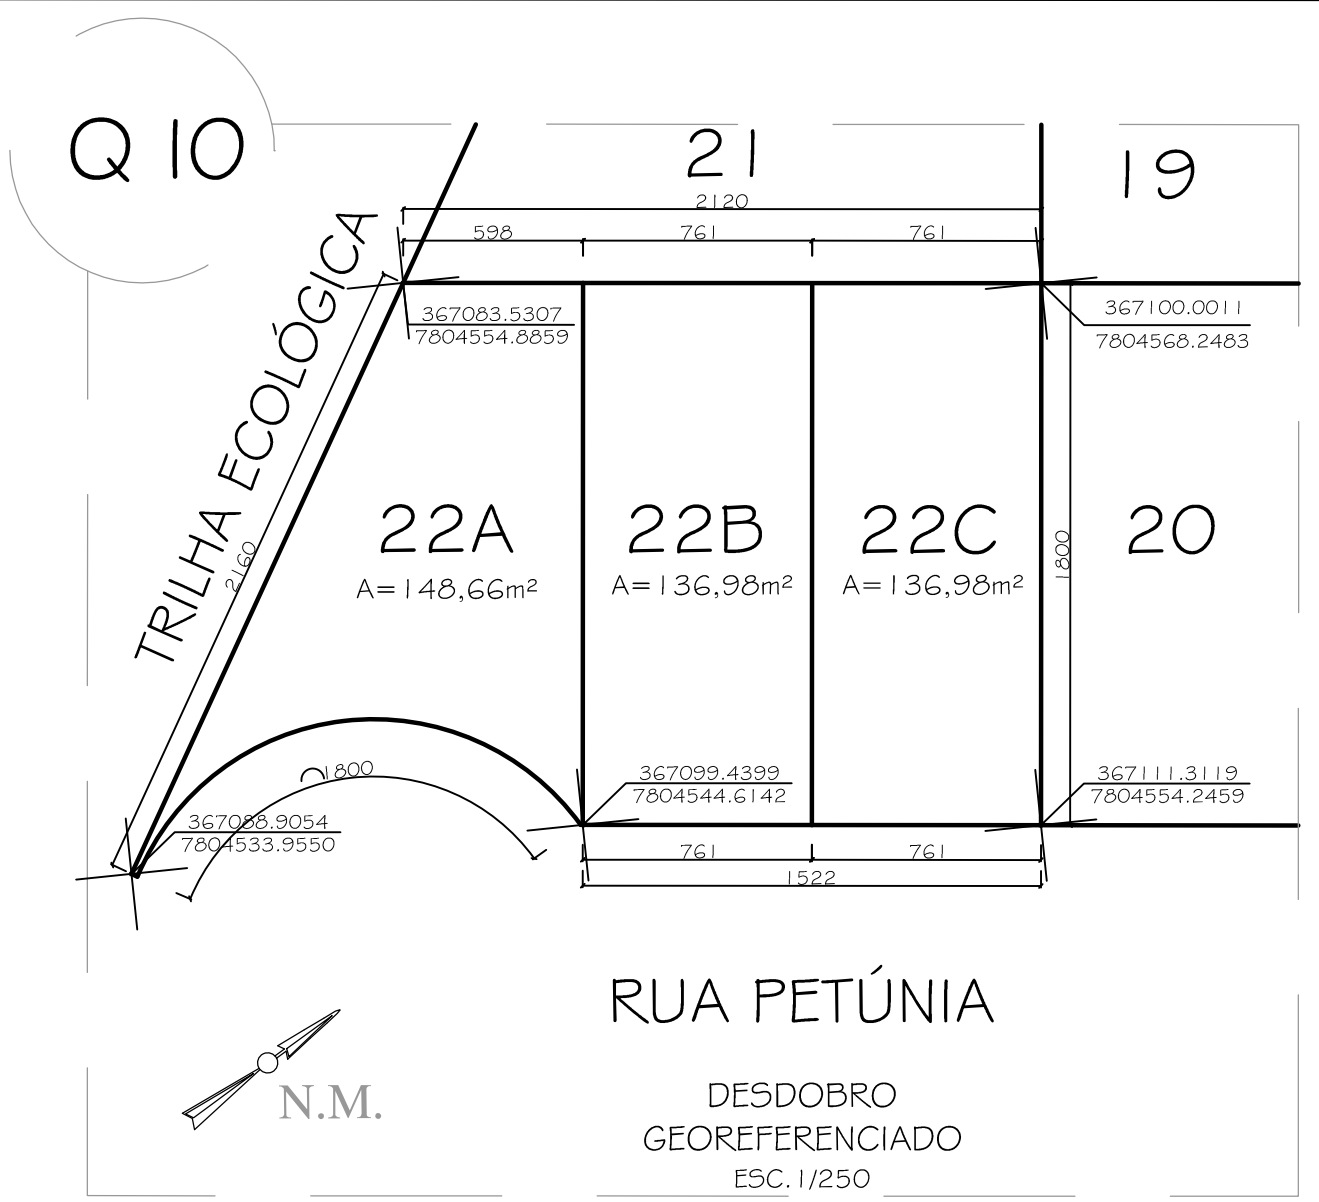 Q 10
21
19
2120
598
761
761
367083.5307
7804554.8859
367100.0011
7804568.2483
TRILHA ECOLÓGICA
2160
22A
A=148,66m²
22B
A=136,98m²
22C
A=136,98m²
1800
20
1800
367088.9054
7804533.9550
367099.4399
7804544.6142
367111.3119
7804554.2459
761
761
1522
RUA PETÚNIA
N.M.
DESDOBRO
GEOREFERENCIADO
ESC. 1/250